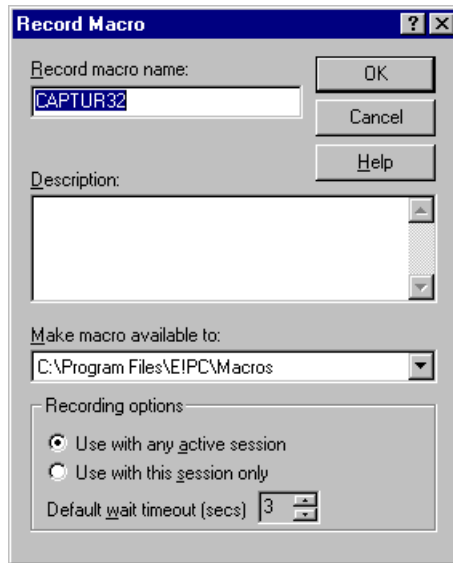 Record Macro
Record macro name:
OK
CAPTUR32
Cancel
Help
Description:
Make macro available to:
C:\Program Files\E!PC\Macros
Recording options
Use with any active session
Use with this session only
Default wait timeout (secs) 3